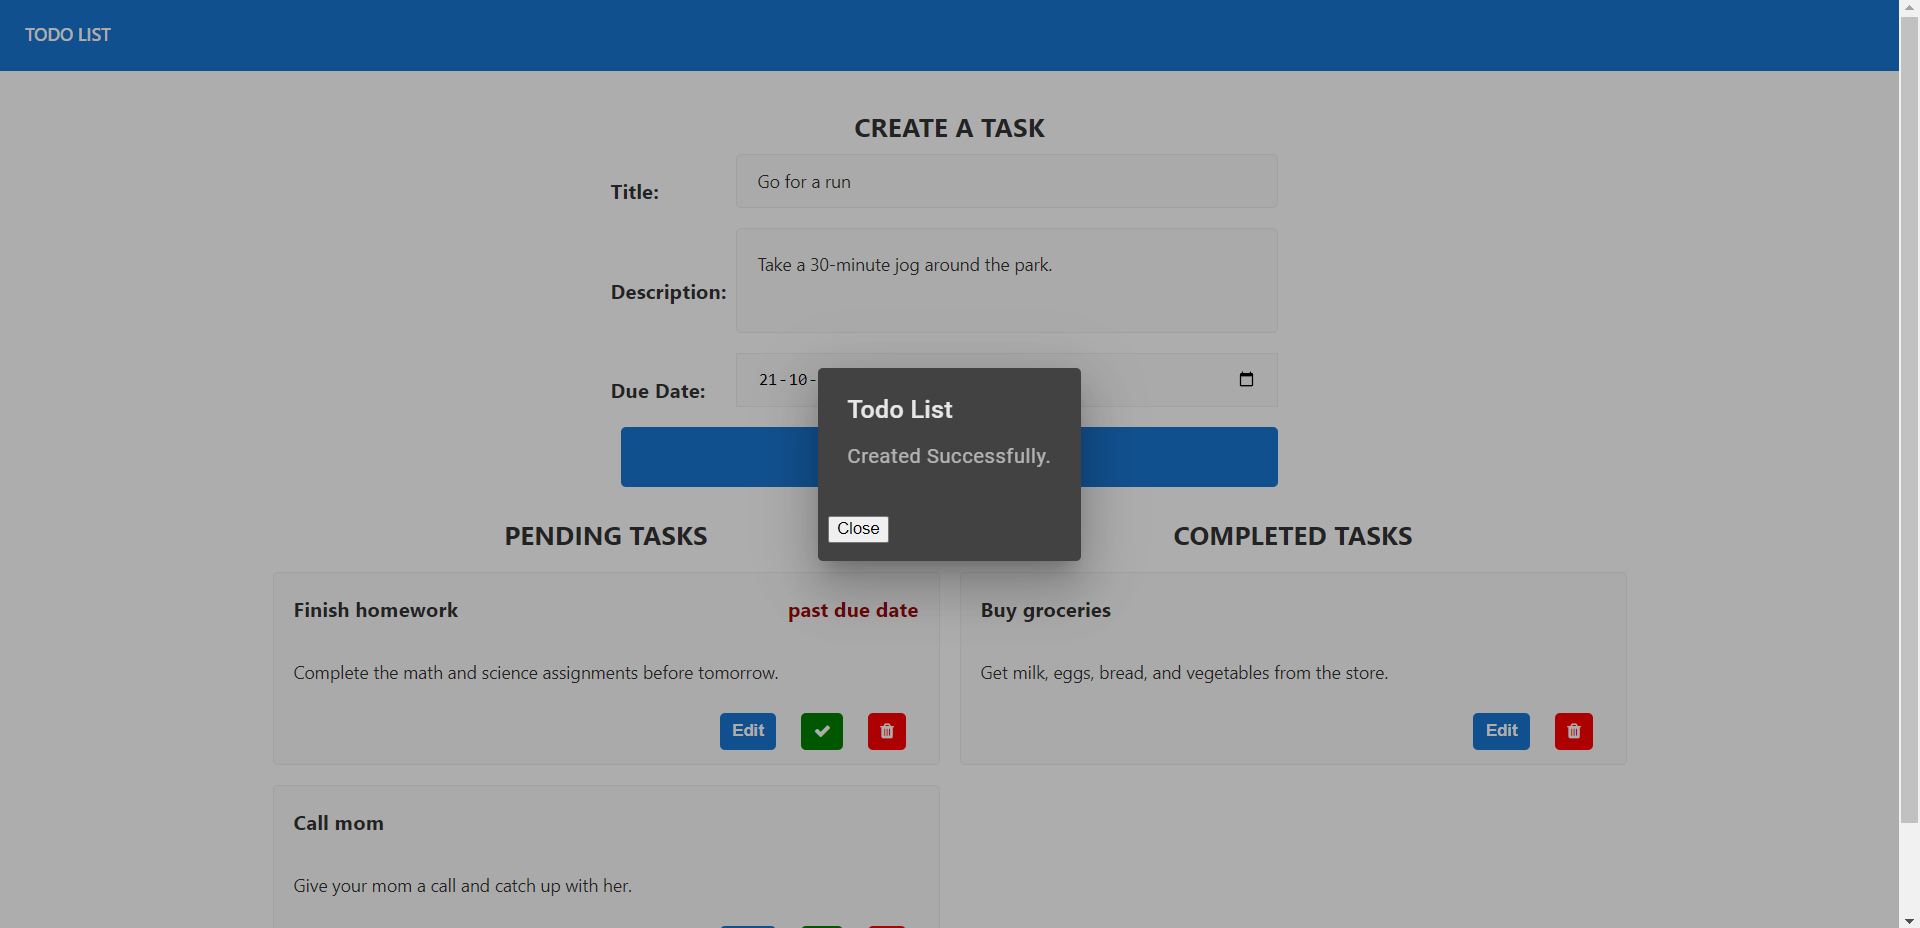 TODO LIST
CREATE A TASK
Title:
Go for a run
Description:
Take a 30-minute jog around the park.
Due Date:
21-10-
Todo List
Created Successfully.
Close
PENDING TASKS
Finish homework
past due date
Complete the math and science assignments before tomorrow.
Edit
Call mom
Give your mom a call and catch up with her.
COMPLETED TASKS
Buy groceries
Get milk, eggs, bread, and vegetables from the store.
Edit